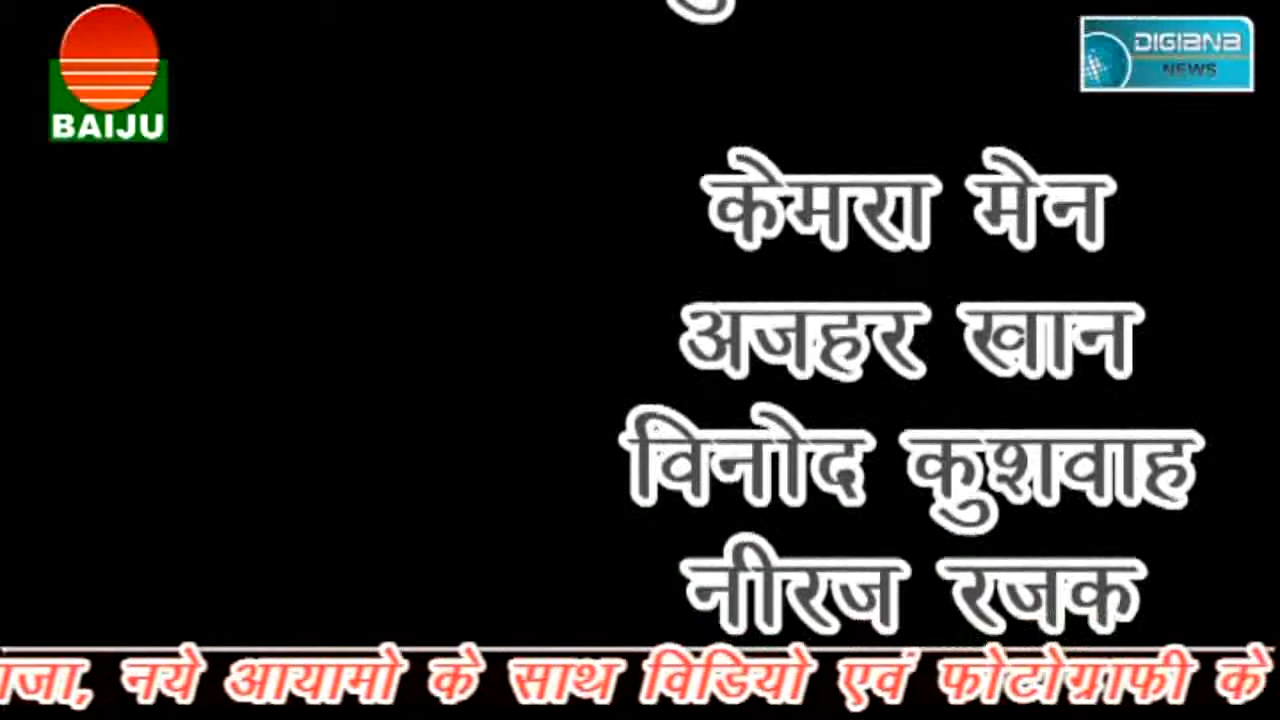 BAIJU
DIGIANA
NEWS
केमरा मेन
अजहर खान
विनोद कुशवाह
नीरज रजक
नये आयामो के साथ विडियो एवं फोटोग्राफी के